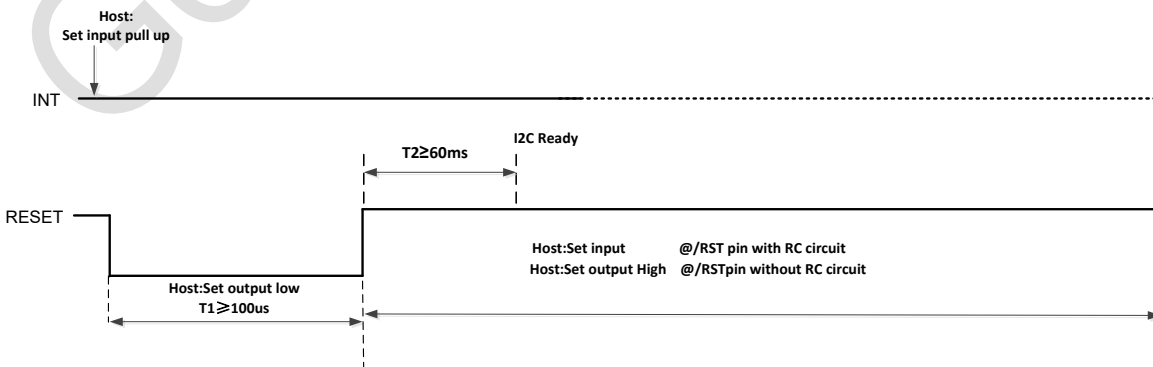 Host:
Set input pull up
INT
I2C Ready
T2≥60ms
RESET
Host:Set input @/RST pin with RC circuit
Host:Set output High @/RSTpin without RC circuit
Host:Set output low
T1≥100us